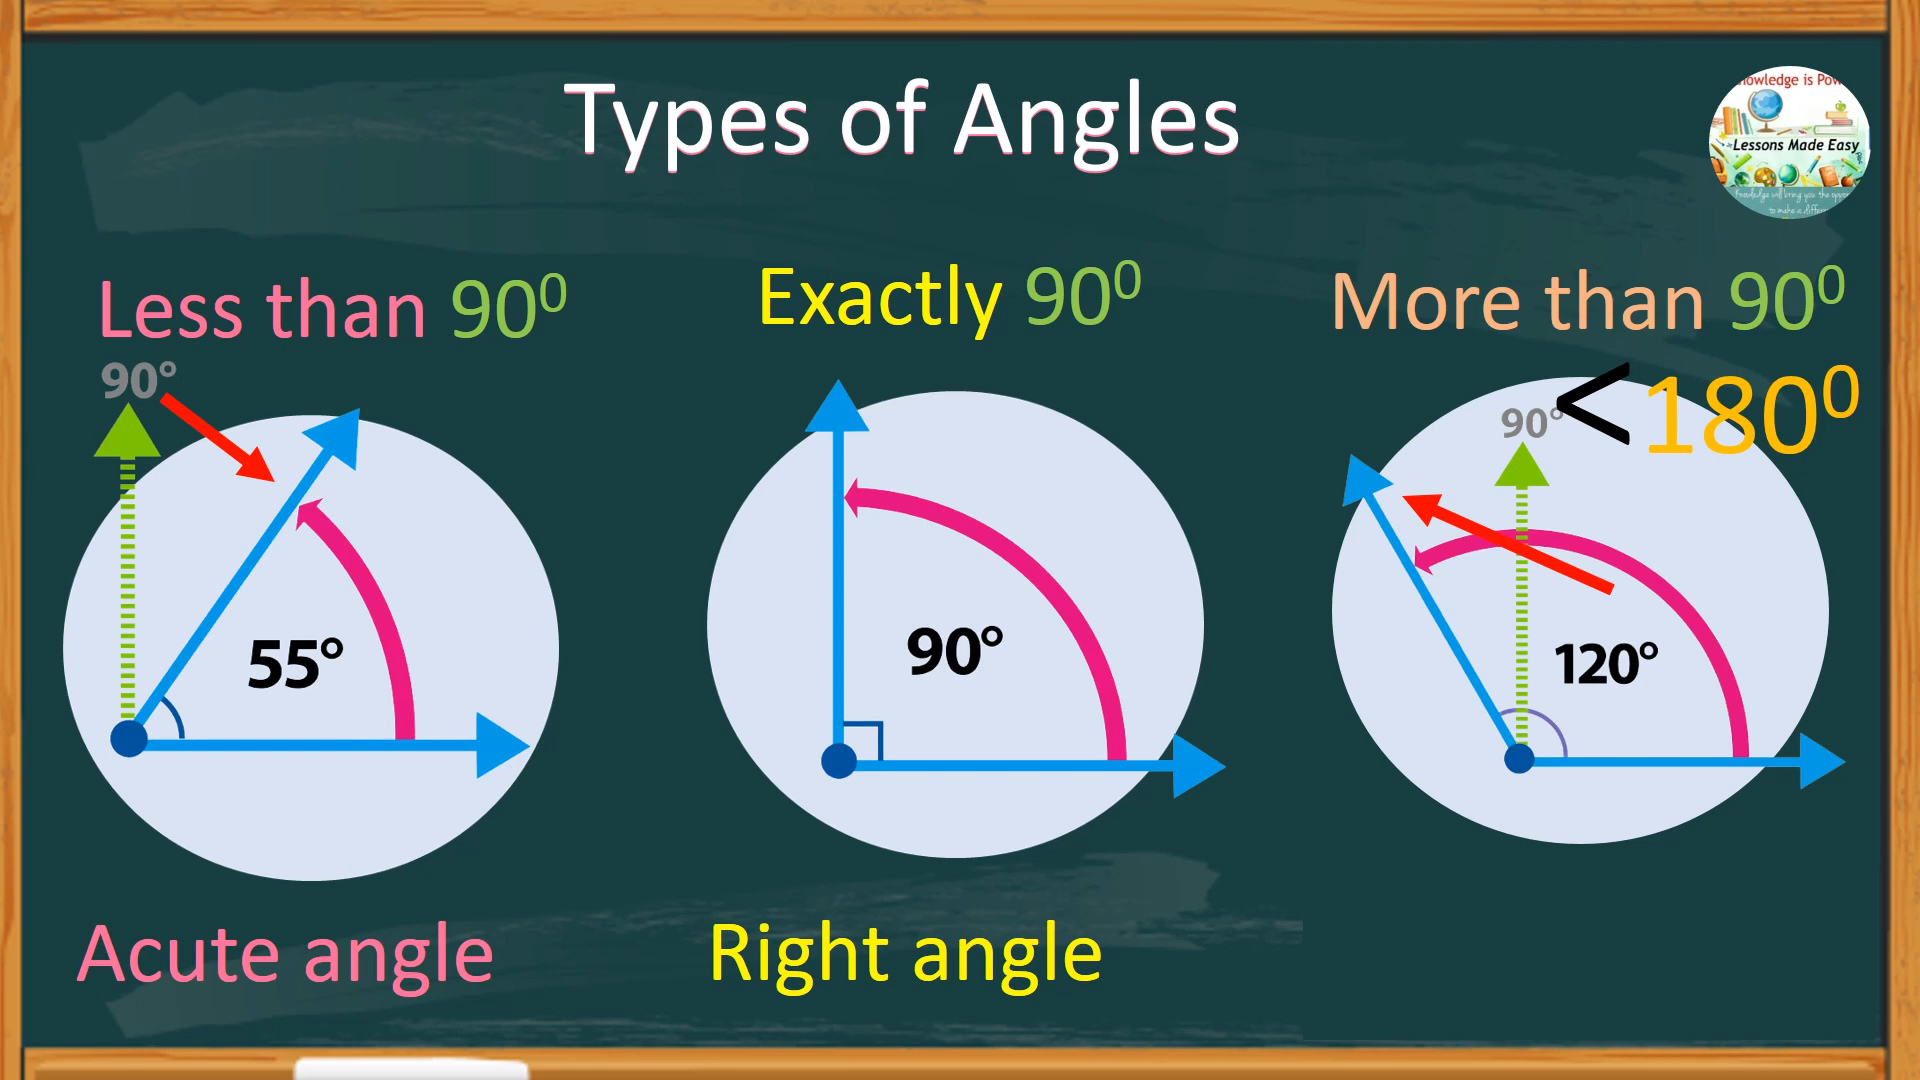 Types of Angles
Lessons Made Easy
Less than 90⁰
Exactly 90⁰
More than 90⁰
<180⁰
90°
90°
55°
90°
120°
Acute angle
Right angle